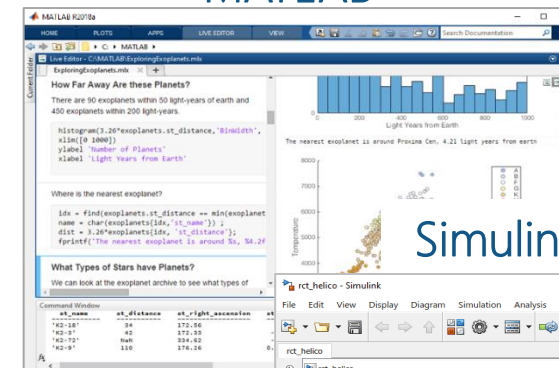 MATLAB
MATLAB R2018a
HOME PLOTS APPS LIVE EDITOR VIEW Search Documentation
C: MATLAB
Current Folder
Live Editor - C:\MATLAB\ExploringExoplanets.mlx
ExploringExoplanets.mlx
How Far Away Are these Planets?
There are 90 exoplanets within 50 light-years of earth and
450 exoplanets within 200 light-years.
histogram(3.26*exoplanets.st_distance,'BinWidth',
xlim([0 1000])
ylabel 'Number of Planets'
xlabel 'Light Years from Earth'
Where is the nearest exoplanet?
idx = find(exoplanets.st_distance == min(exoplanet
name = char(exoplanets{idx,'st_name'}) ;
dist = 3.26*exoplanets{idx, 'st_distance'};
fprintf('The nearest exoplanet is around %s, %4.2f
What Types of Stars have Planets?
We can look at the exoplanet archive to see what types of
Command Window
st_name st_distance st_right_ascension st
'K2-18' 34 172.56
'K2-3' 42 172.33
'K2-72' NaN 334.62
'K2-9' 110 176.26 8.
fx
0 200 400 600 800 1000
Light Years from Earth
The nearest exoplanet is around Proxima Cen, 4.21 light years from earth
8000
7000
6000
5000
4000
Temperature
A
B
F
G
K
Simulin
rct_helico - Simulink
File Edit View Display Diagram Simulation Analysis
rct_helico
rct_helico